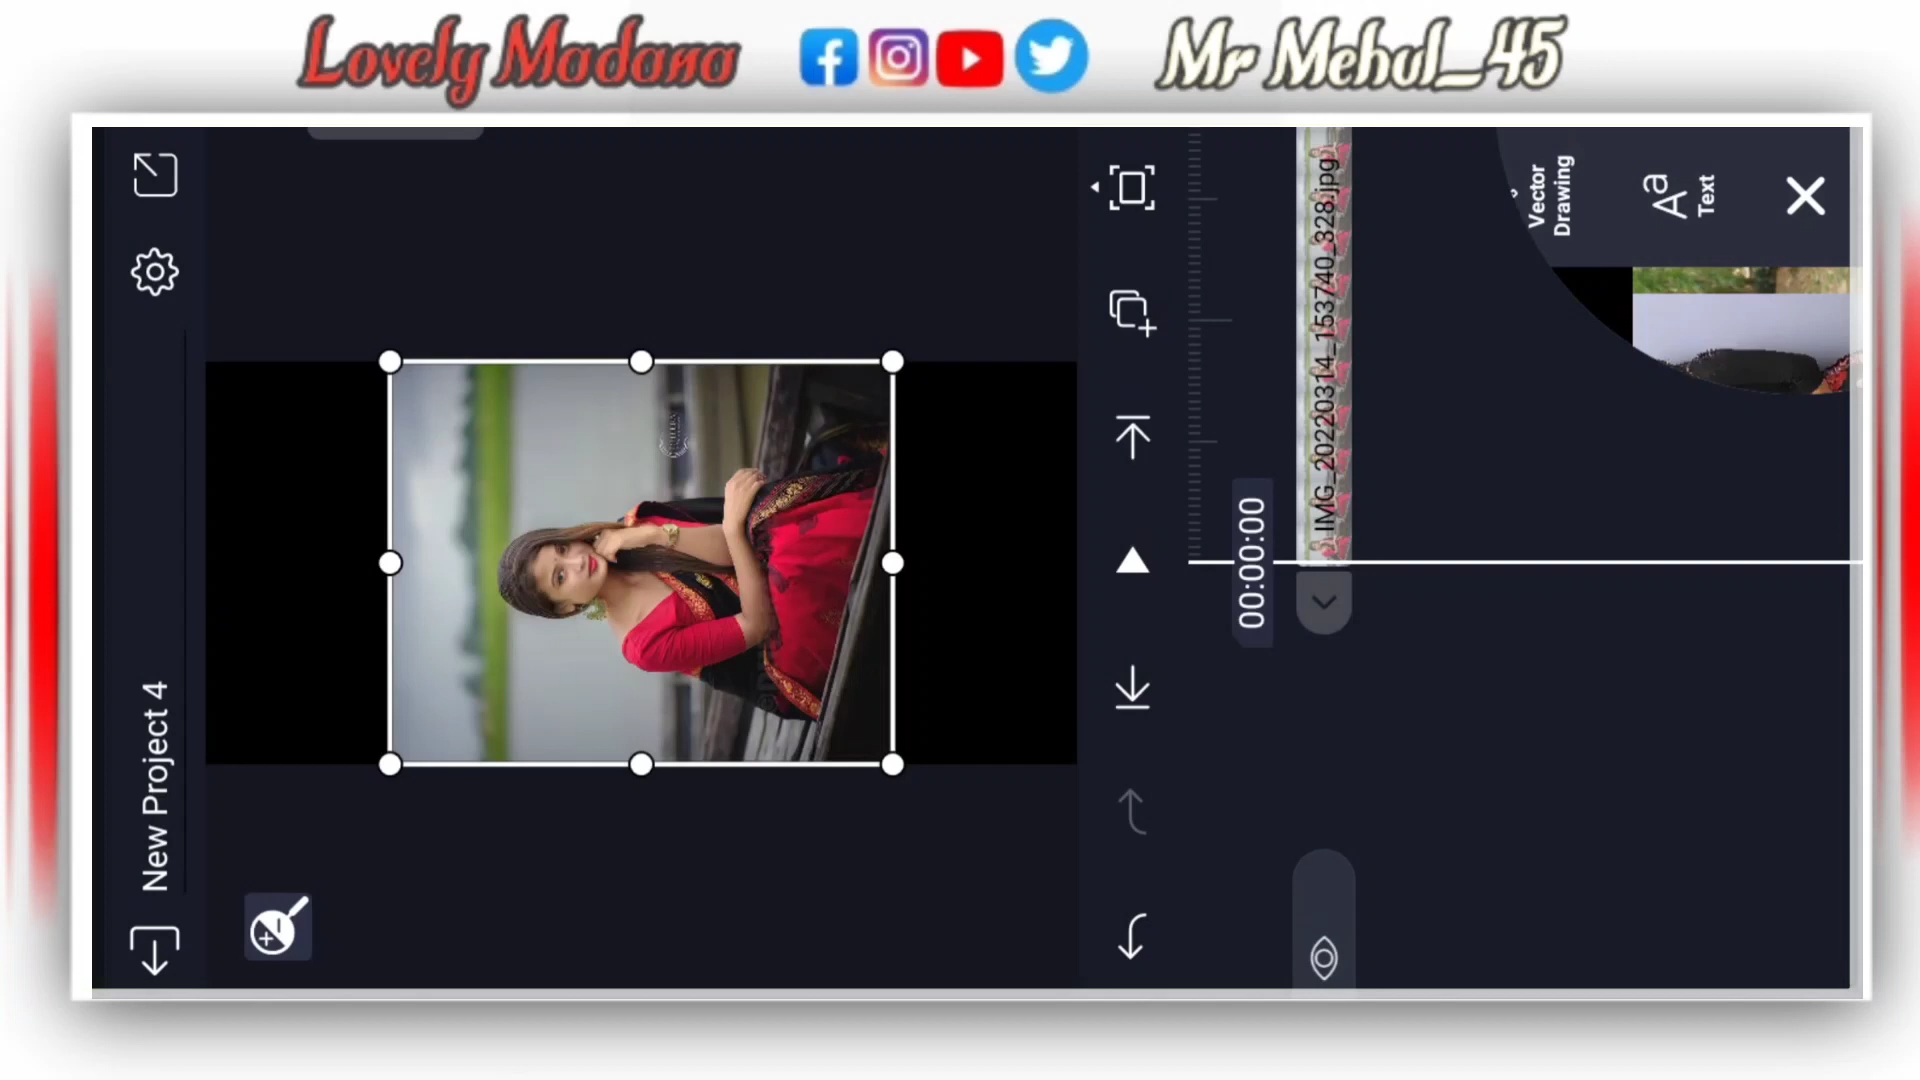 Lovely Madana
Mr Mehul_45
New Project 4
00:00:00
IMG_20220314_153740_328.jpg
Vector
Drawing
Aa
Text